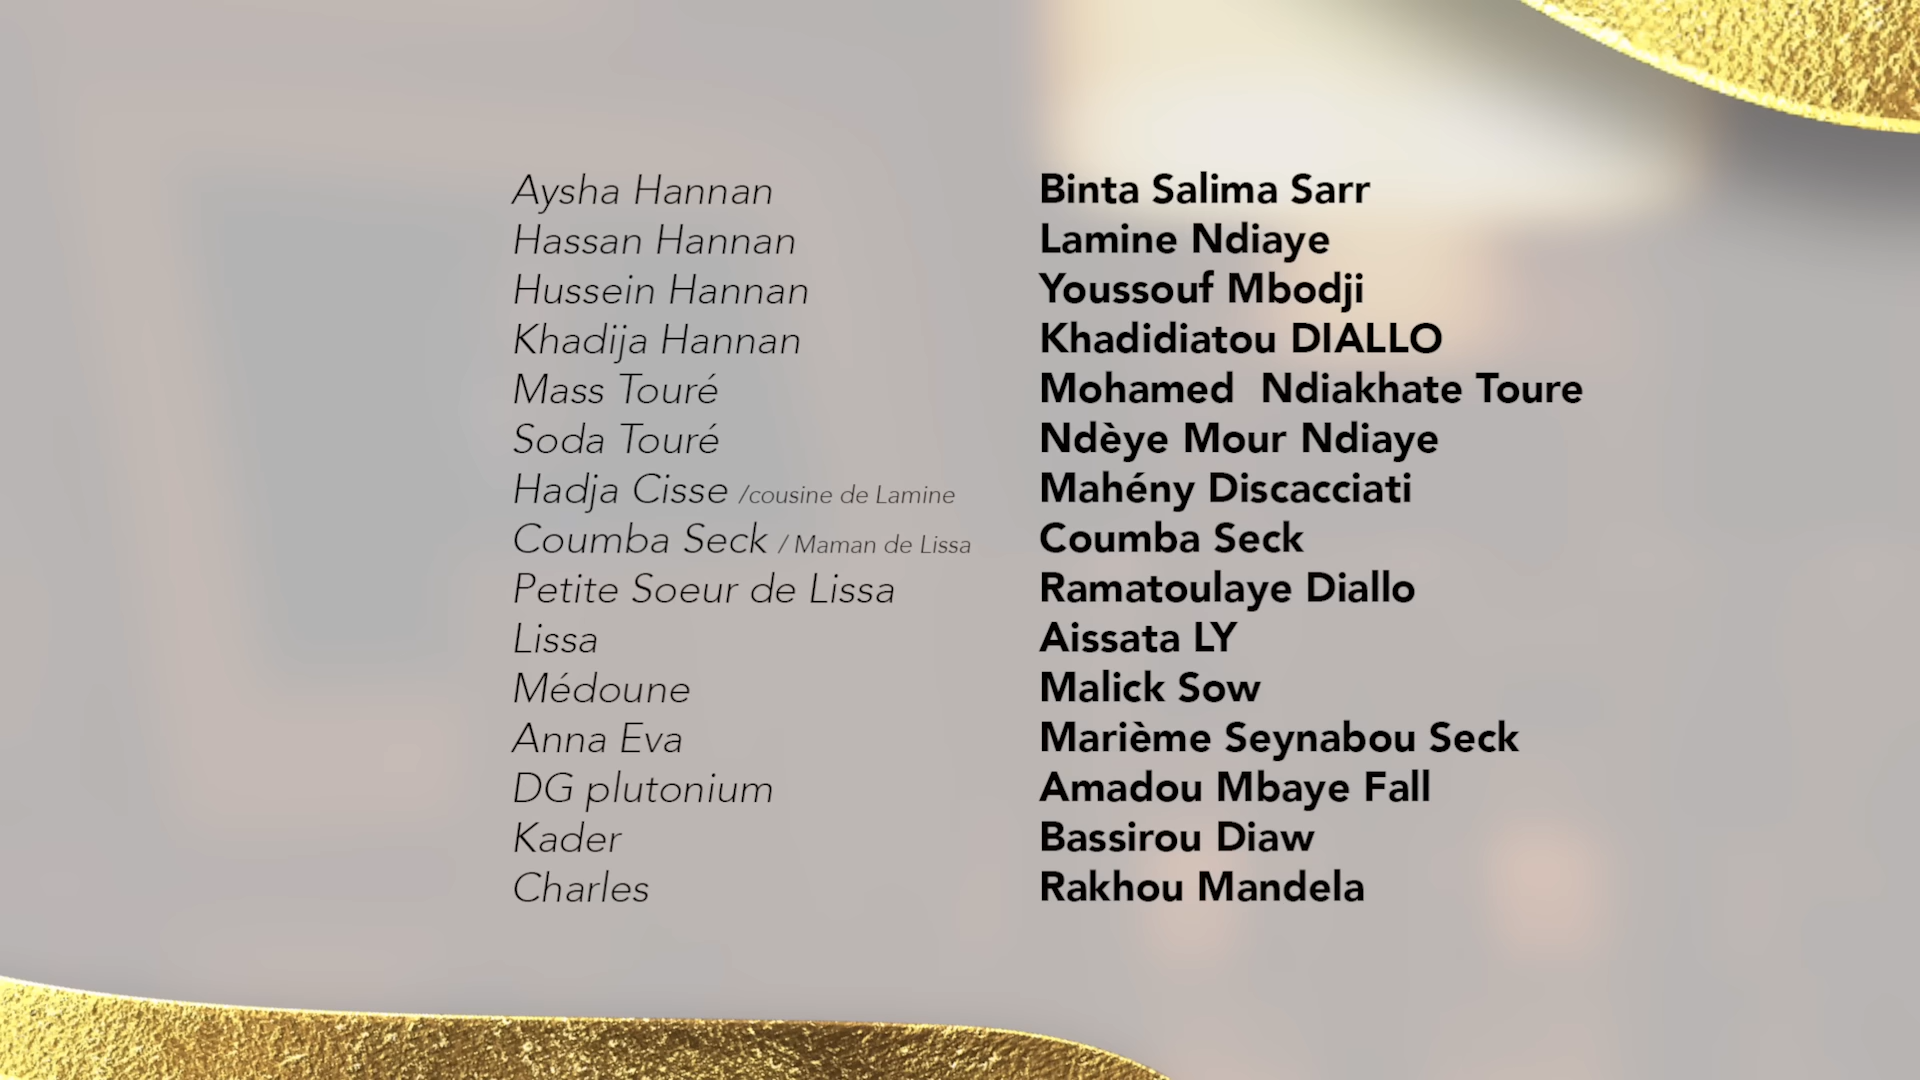 Aysha Hannan Binta Salima Sarr
Hassan Hannan Lamine Ndiaye
Hussein Hannan Youssouf Mbodji
Khadija Hannan Khadidiatou DIALLO
Mass Touré Mohamed  Ndiakhate Toure
Soda Touré Ndèye Mour Ndiaye
Hadja Cisse /cousine de Lamine Mahény Discacciati
Coumba Seck / Maman de Lissa Coumba Seck
Petite Soeur de Lissa Ramatoulaye Diallo
Lissa Aissata LY
Médoune Malick Sow
Anna Eva Marième Seynabou Seck
DG plutonium Amadou Mbaye Fall
Kader Bassirou Diaw
Charles Rakhou Mandela